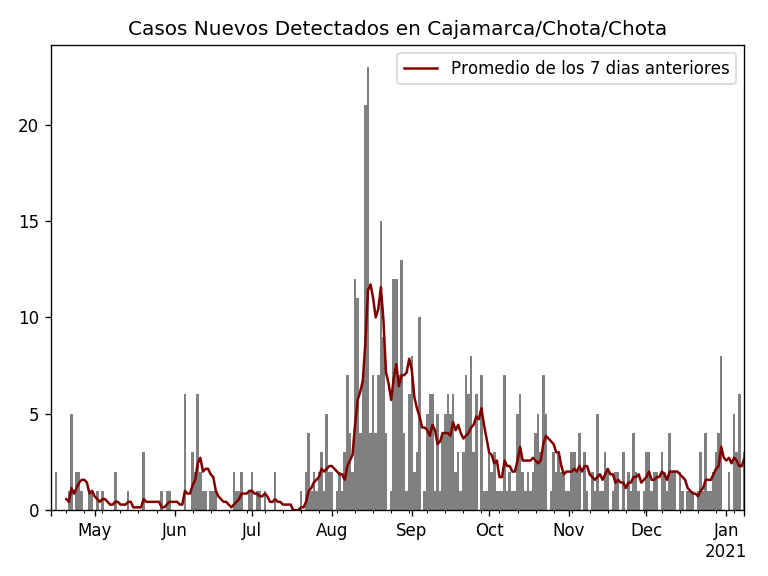 Casos Nuevos Detectados en Cajamarca/Chota/Chota
Promedio de los 7 dias anteriores
20
15
10
5
0
May Jun Jul Aug Sep Oct Nov Dec Jan
2021